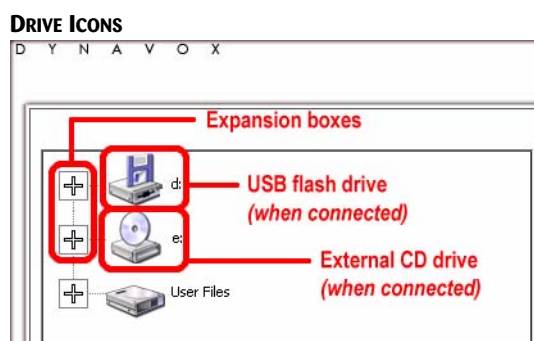 DRIVE ICONS
D Y N A V O X
Expansion boxes
d:
USB flash drive
(when connected)
e:
External CD drive
(when connected)
User Files